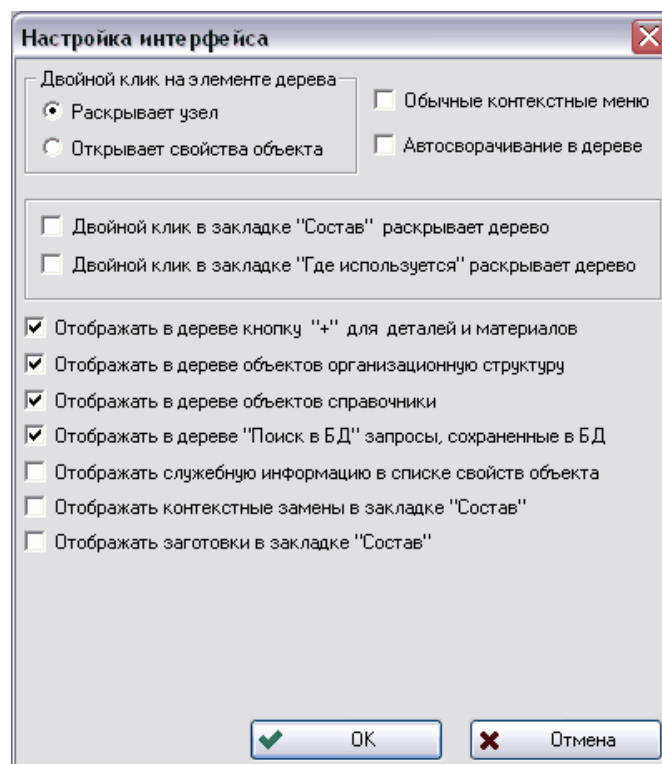 Настройка интерфейса
Двойной клик на элементе дерева
Раскрывает узел
Открывает свойства объекта
Обычные контекстные меню
Автосворачивание в дереве
Двойной клик в закладке "Состав" раскрывает дерево
Двойной клик в закладке "Где используется" раскрывает дерево
Отображать в дереве кнопку "+" для деталей и материалов
Отображать в дереве объектов организационную структуру
Отображать в дереве объектов справочники
Отображать в дереве "Поиск в БД" запросы, сохраненные в БД
Отображать служебную информацию в списке свойств объекта
Отображать контекстные замены в закладке "Состав"
Отображать заготовки в закладке "Состав"
OK
Отмена